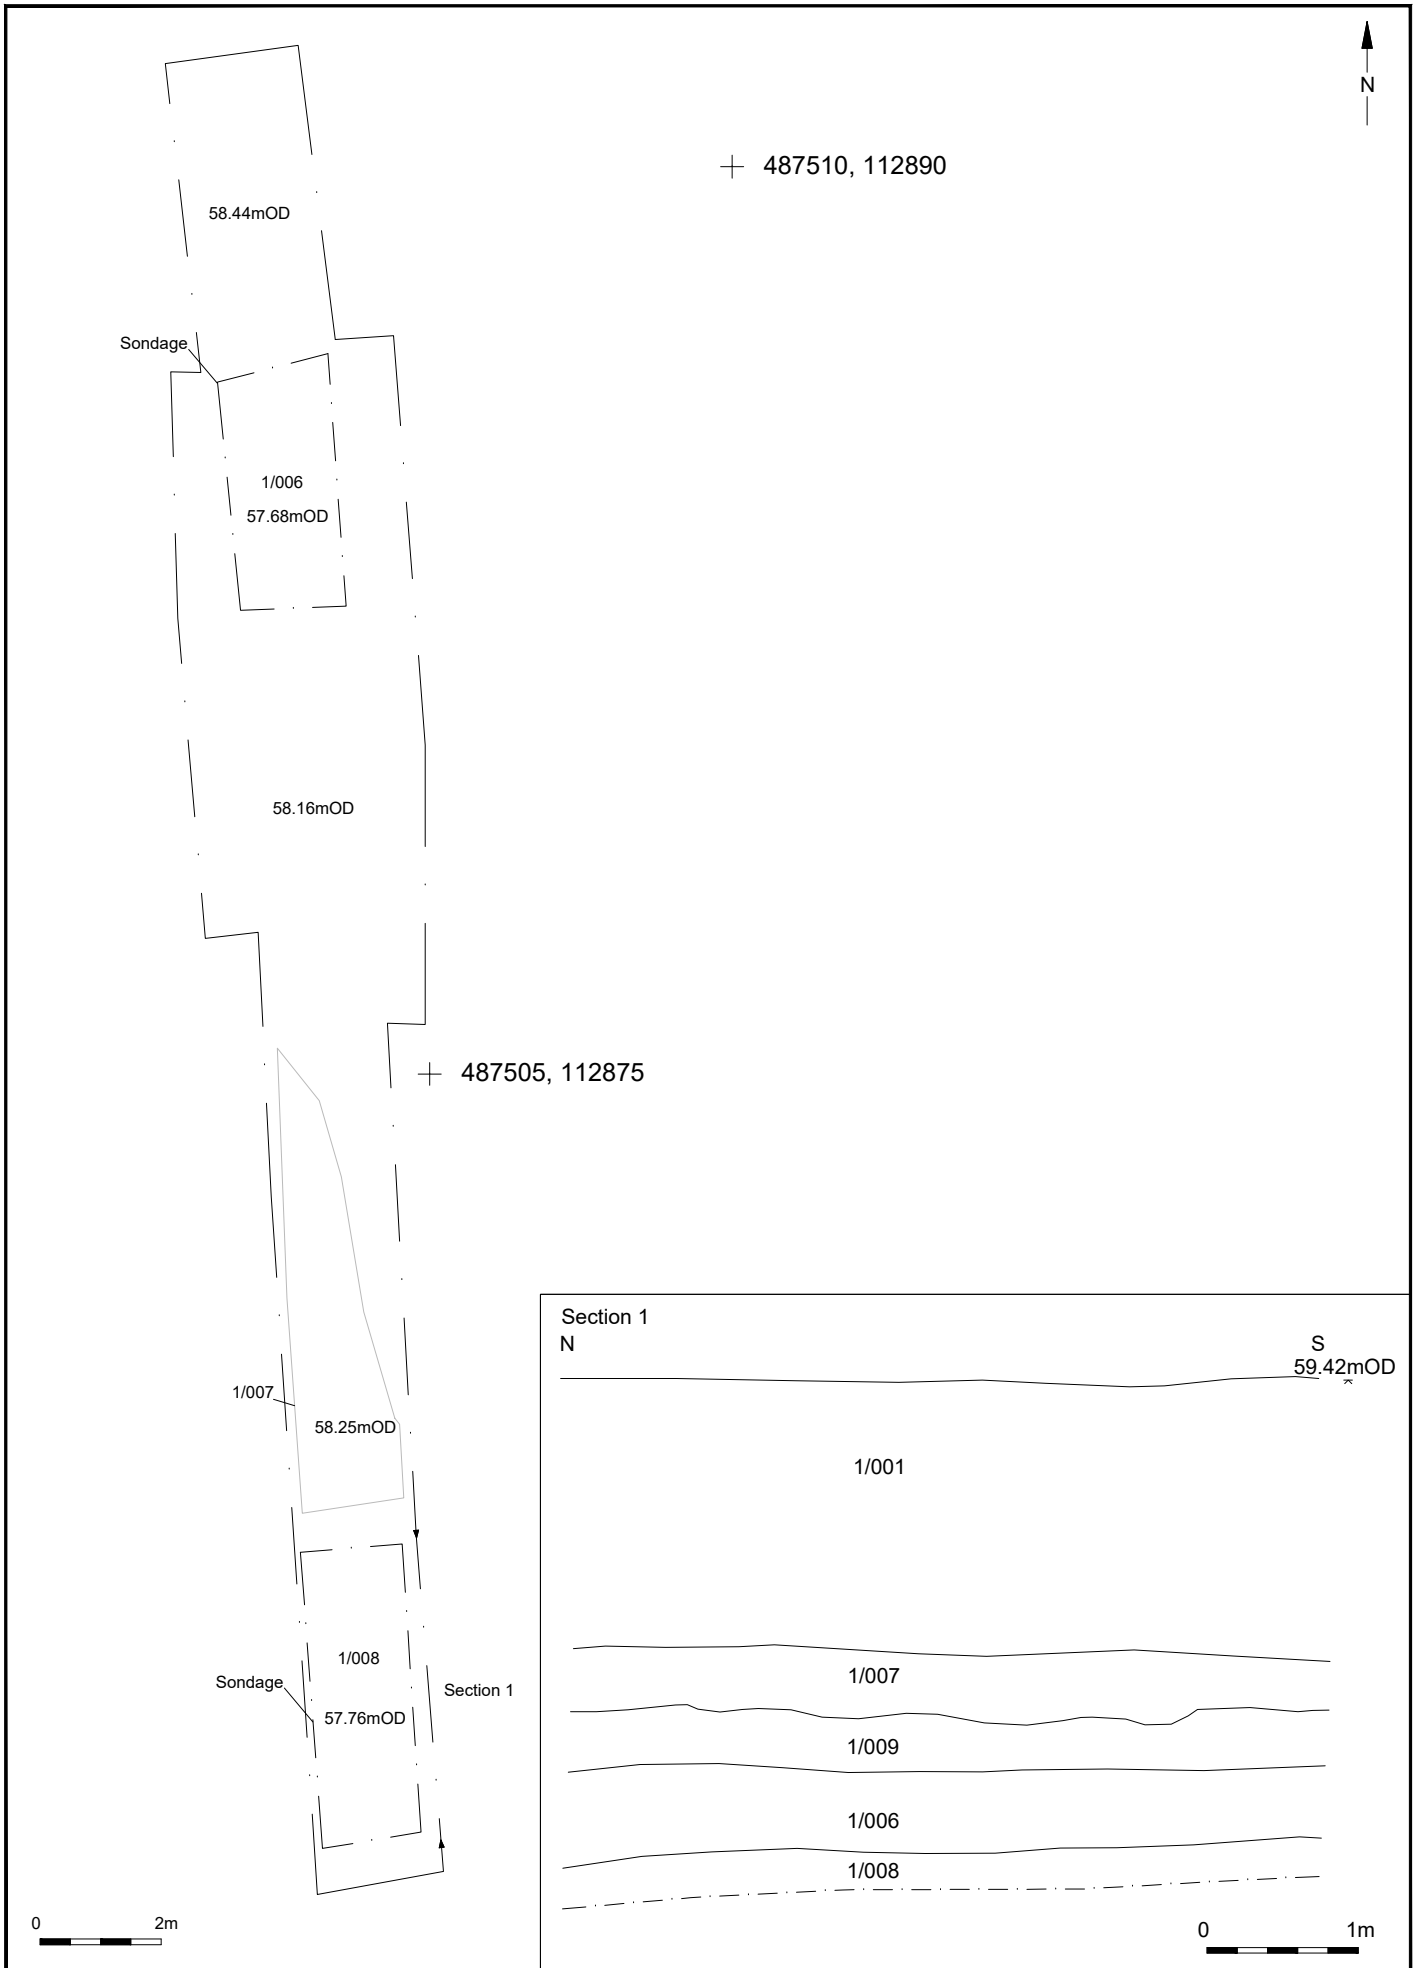 N
487510, 112890
58.44mOD
Sondage
1/006
57.68mOD
58.16mOD
487505, 112875
1/007
58.25mOD
1/008
Sondage
57.76mOD
Section 1
0 2m
Section 1
N S
59.42mOD
1/001
1/007
1/009
1/006
1/008
0 1m